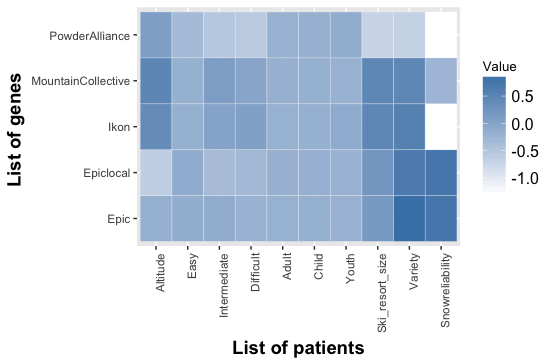 List of genes
PowderAlliance
MountainCollective
Ikon
Epiclocal
Epic
Altitude
Easy
Intermediate
Difficult
Adult
Child
Youth
Ski_resort_size
Variety
Snowreliability
List of patients
Value
0.5
0.0
-0.5
-1.0